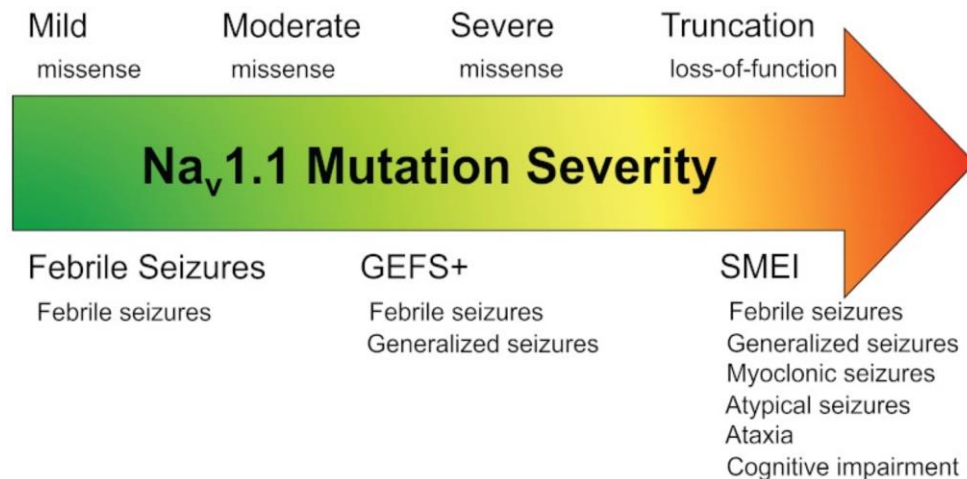 Mild Moderate Severe Truncation
missense missense missense loss-of-function
Nav1.1 Mutation Severity
Febrile Seizures GEFS+ SMEI
Febrile seizures Febrile seizures Febrile seizures
Generalized seizures Generalized seizures
Myoclonic seizures
Atypical seizures
Ataxia
Cognitive impairment